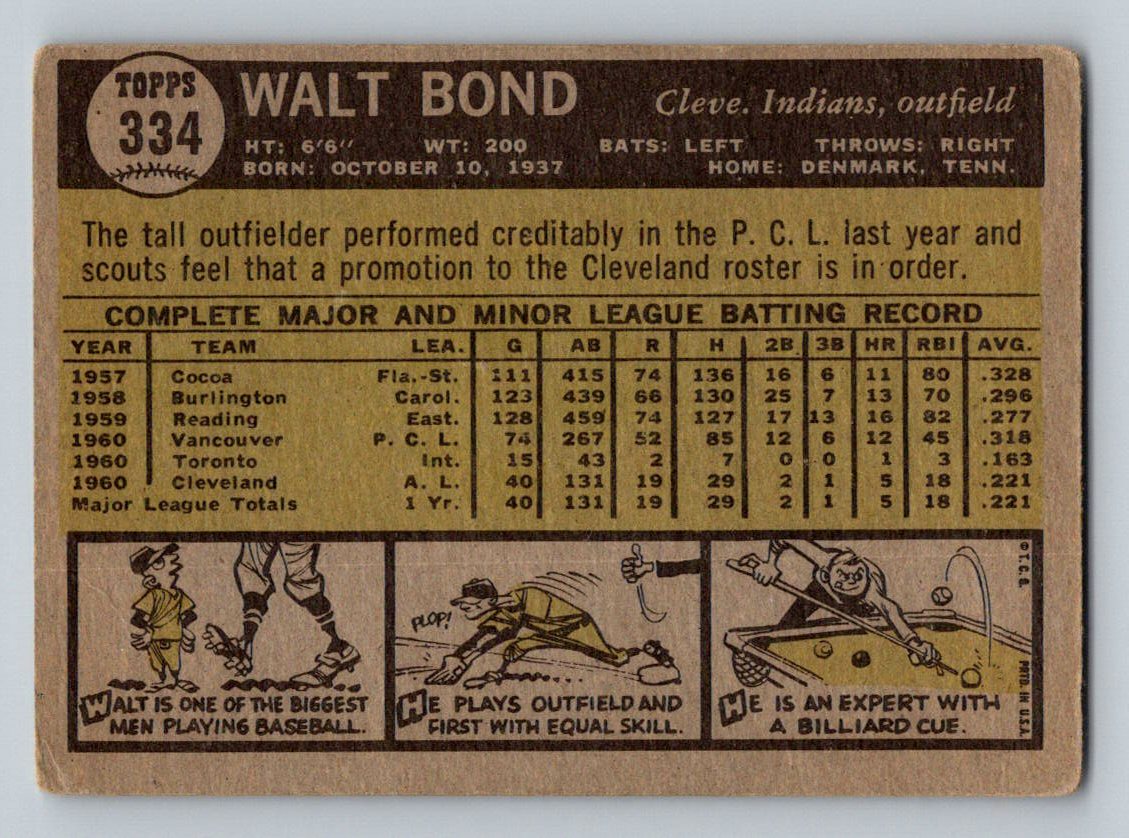 TOPPS
334
WALT BOND
Cleve. Indians, outfield
HT: 6'6" WT: 200 BATS: LEFT THROWS: RIGHT
BORN: OCTOBER 10, 1937 HOME: DENMARK, TENN.
The tall outfielder performed creditably in the P. C. L. last year and
scouts feel that a promotion to the Cleveland roster is in order.
COMPLETE MAJOR AND MINOR LEAGUE BATTING RECORD
YEAR TEAM LEA. G AB R H 2B 3B HR RBI AVG.
1957 Cocoa Fla.-St. 111 415 74 136 16 6 11 80 .328
1958 Burlington Carol. 123 439 66 130 25 7 13 70 .296
1959 Reading East. 128 459 74 127 17 13 16 82 .277
1960 Vancouver P. C. L. 74 267 52 85 12 6 12 45 .318
1960 Toronto Int. 15 43 2 7 0 0 1 3 .163
1960 Cleveland A. L. 40 131 19 29 2 1 5 18 .221
Major League Totals 1 Yr. 40 131 19 29 2 1 5 18 .221
WALT IS ONE OF THE BIGGEST
MEN PLAYING BASEBALL.
PLOP!
HE PLAYS OUTFIELD AND
FIRST WITH EQUAL SKILL.
HE IS AN EXPERT WITH
A BILLIARD CUE.
© T.C.G.
PRTD. IN U.S.A.